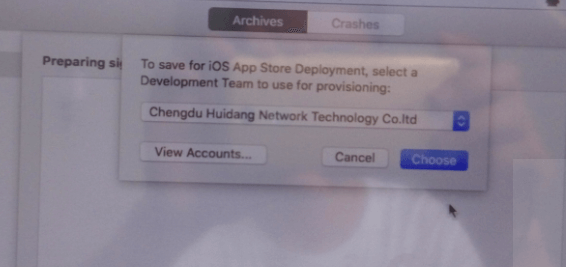 Archives
Crashes
Preparing
To save for iOS App Store Deployment, select a
Development Team to use for provisioning:
Chengdu Huidang Network Technology Co.ltd
View Accounts...
Cancel
Choose